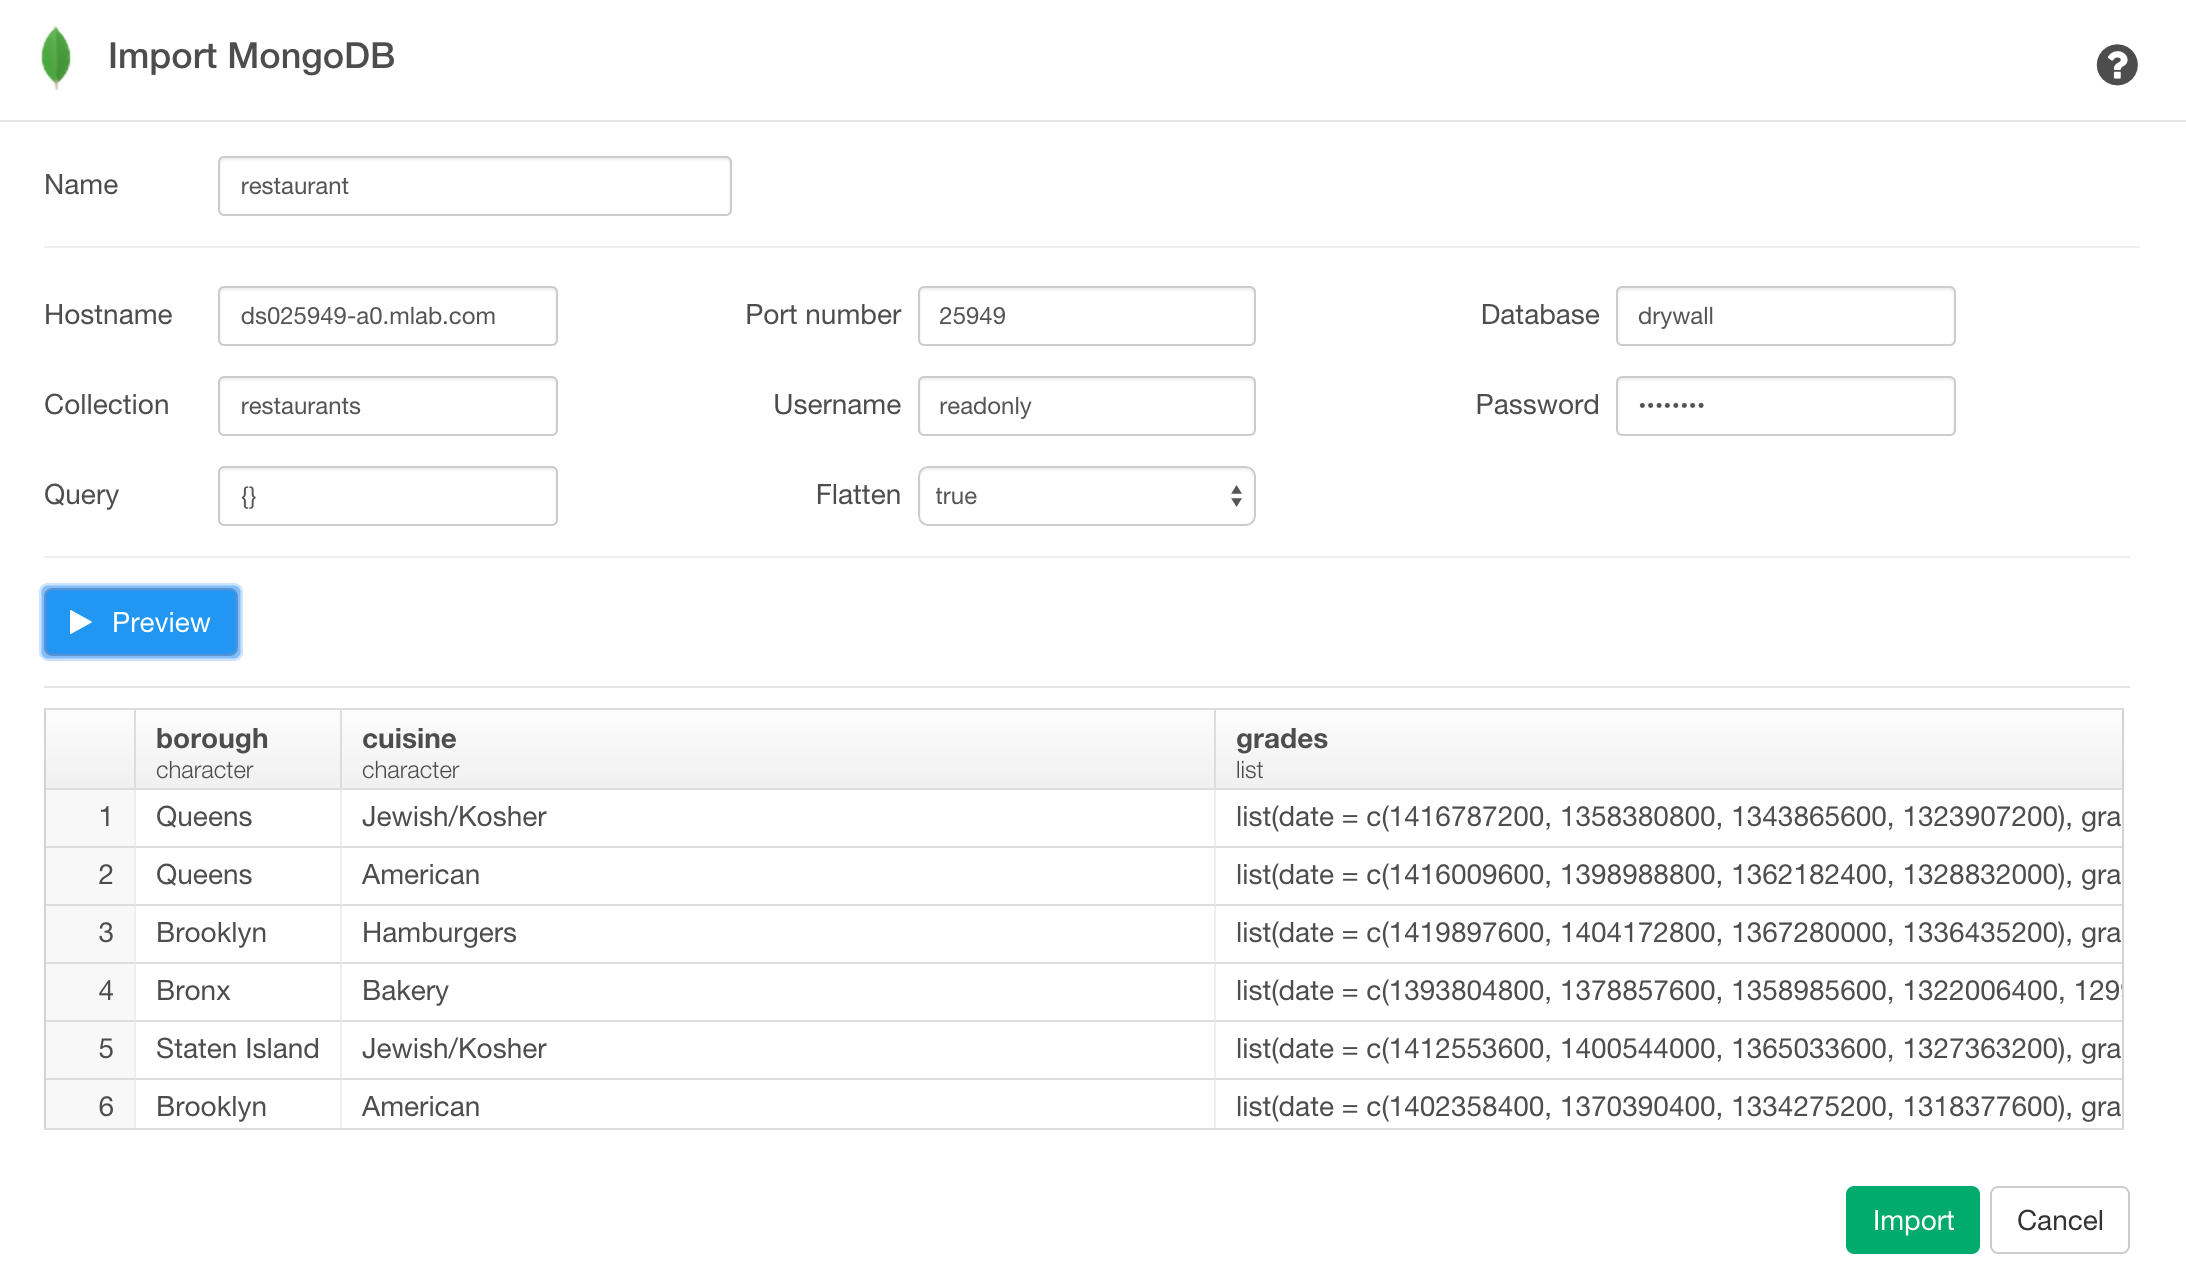 Import MongoDB
?
Name restaurant
Hostname ds025949-a0.mlab.com Port number 25949 Database drywall
Collection restaurants Username readonly Password ••••••••
Query {} Flatten true
Preview
borough cuisine grades
character character list
1 Queens Jewish/Kosher list(date = c(1416787200, 1358380800, 1343865600, 1323907200), gra
2 Queens American list(date = c(1416009600, 1398988800, 1362182400, 1328832000), gra
3 Brooklyn Hamburgers list(date = c(1419897600, 1404172800, 1367280000, 1336435200), gra
4 Bronx Bakery list(date = c(1393804800, 1378857600, 1358985600, 1322006400, 129
5 Staten Island Jewish/Kosher list(date = c(1412553600, 1400544000, 1365033600, 1327363200), gra
6 Brooklyn American list(date = c(1402358400, 1370390400, 1334275200, 1318377600), gra
Import Cancel